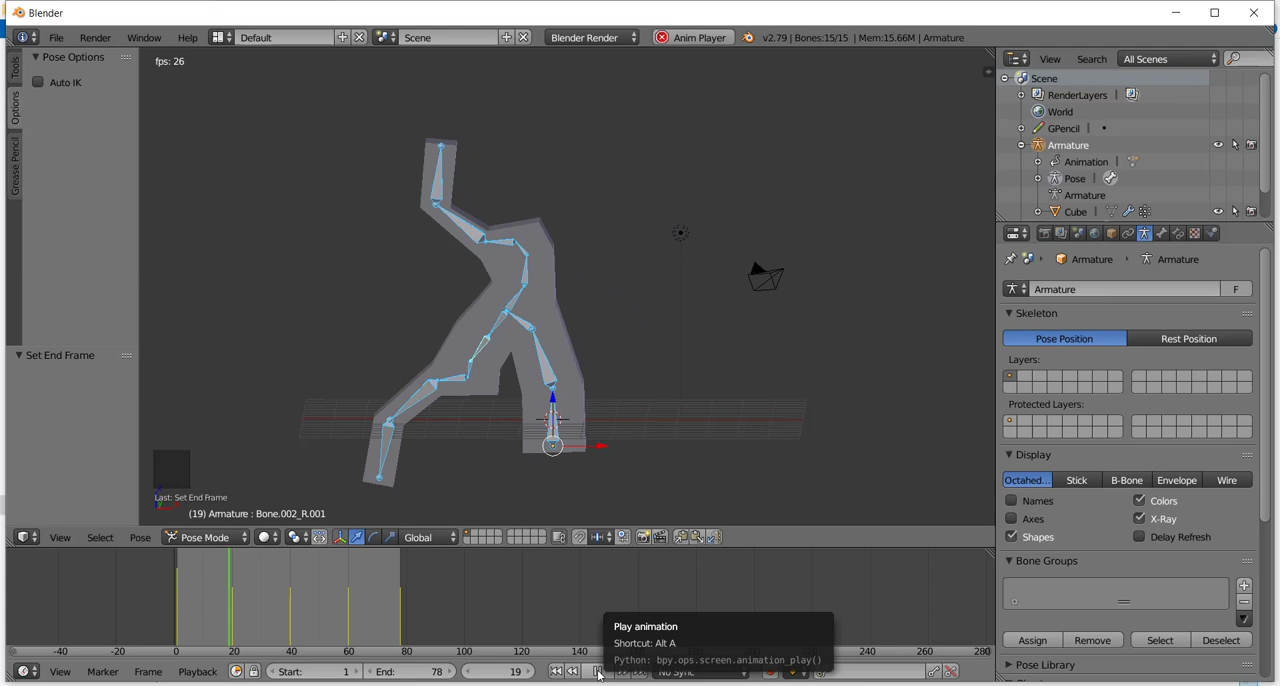 Blender
File Render Window Help Default Scene Blender Render Anim Player v2.79 | Bones:15/15 | Mem:15.66M | Armature
Pose Options
Auto IK
Tools
Options
Grease Pencil
Set End Frame
fps: 26
Last: Set End Frame
(19) Armature : Bone.002_R.001
View Select Pose Pose Mode Global
View Search All Scenes
Scene
RenderLayers |
World
GPencil |
Armature
Animation |
Pose |
Armature
Cube |
Armature Armature
Armature F
Skeleton
Pose Position Rest Position
Layers:
Protected Layers:
Display
Octahed... Stick B-Bone Envelope Wire
Names Colors
Axes X-Ray
Shapes Delay Refresh
Bone Groups
Assign Remove Select Deselect
Pose Library
Play animation
Shortcut: Alt A
Python: bpy.ops.screen.animation_play()
-40 -20 0 20 40 60 80 100 120 140 160 180 200 220 240 260 280
View Marker Frame Playback Start: 1 End: 78 19 No Sync